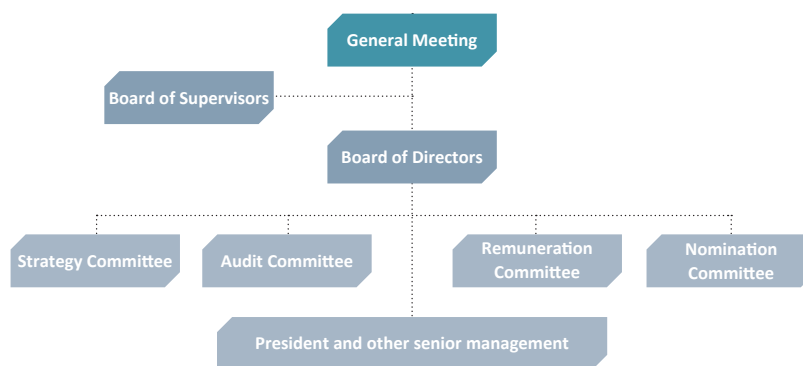 General Meeting
Board of Supervisors
Board of Directors
Strategy Committee
Audit Committee
Remuneration
Committee
Nomination
Committee
President and other senior management